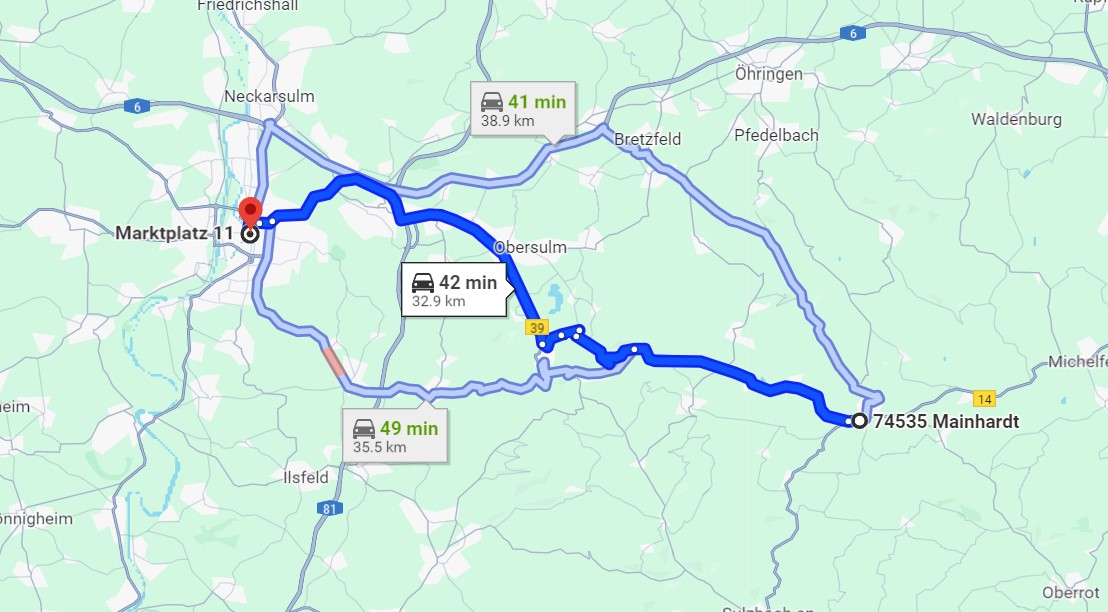 Friedrichshall
6
Öhringen
41 min
38.9 km
Neckarsulm
6
Waldenburg
Bretzfeld
Pfedelbach
Marktplatz 11
Obersulm
42 min
32.9 km
39
Michelfe
14
heim
49 min
35.5 km
74535 Mainhardt
Ilsfeld
81
önnigheim
Oberrot